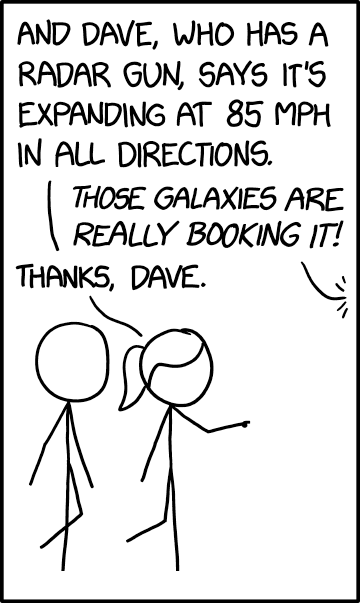 AND DAVE, WHO HAS A
RADAR GUN, SAYS IT'S
EXPANDING AT 85 MPH
IN ALL DIRECTIONS.
THOSE GALAXIES ARE
REALLY BOOKING IT!
THANKS, DAVE.